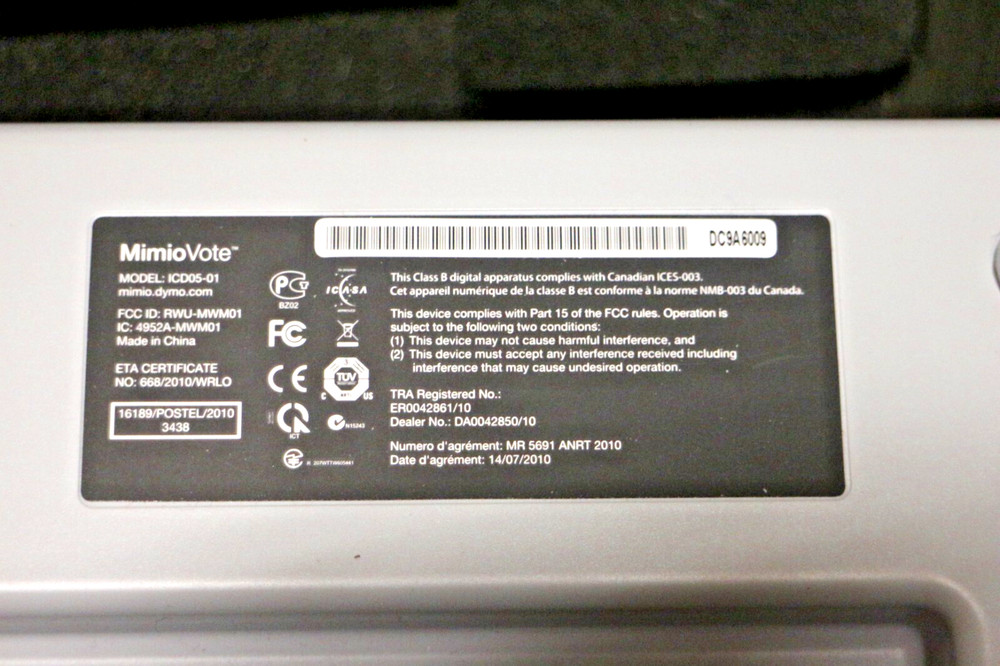 DC9A6009
MimioVote™
MODEL: ICD05-01
mimio.dymo.com
FCC ID: RWU-MWM01
IC: 4952A-MWM01
Made in China
ETA CERTIFICATE
NO: 668/2010/WRLO
16189/POSTEL/2010
3438
BZ02
ICASA
FC
CE
TÜV
C US
ICT
N15243
This Class B digital apparatus complies with Canadian ICES-003.
Cet appareil numérique de la classe B est conforme à la norme NMB-003 du Canada.
This device complies with Part 15 of the FCC rules. Operation is
subject to the following two conditions:
(1) This device may not cause harmful interference, and
(2) This device must accept any interference received including
interference that may cause undesired operation.
TRA Registered No.:
ER0042861/10
Dealer No.: DA0042850/10
Numero d'agrément: MR 5691 ANRT 2010
Date d'agrément: 14/07/2010